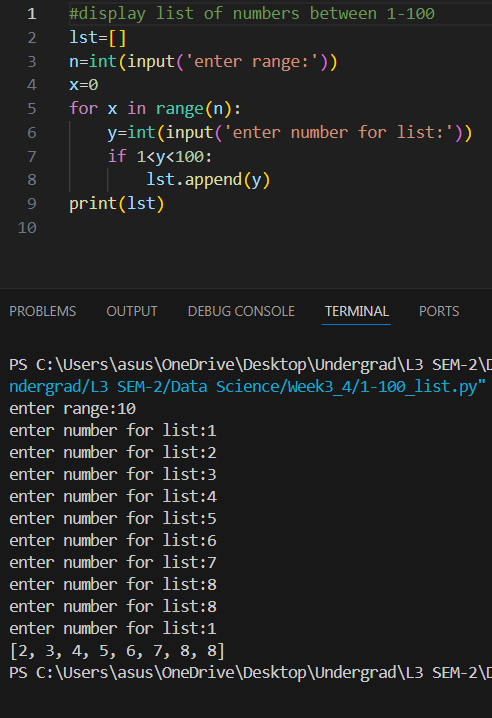 1 #display list of numbers between 1-100
2 lst=[]
3 n=int(input('enter range:'))
4 x=0
5 for x in range(n):
6     y=int(input('enter number for list:'))
7     if 1<y<100:
8         lst.append(y)
9 print(lst)
10
PROBLEMS OUTPUT DEBUG CONSOLE TERMINAL PORTS
PS C:\Users\asus\OneDrive\Desktop\Undergrad\L3 SEM-2\D
ndergrad/L3 SEM-2/Data Science/Week3_4/1-100_list.py"
enter range:10
enter number for list:1
enter number for list:2
enter number for list:3
enter number for list:4
enter number for list:5
enter number for list:6
enter number for list:7
enter number for list:8
enter number for list:8
enter number for list:1
[2, 3, 4, 5, 6, 7, 8, 8]
PS C:\Users\asus\OneDrive\Desktop\Undergrad\L3 SEM-2\D